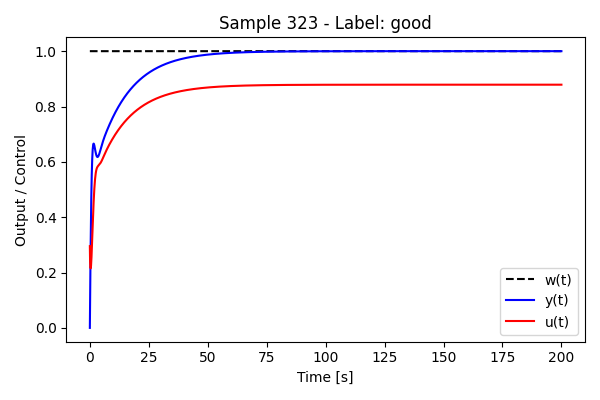 Sample 323 - Label: good
Output / Control
1.0
0.8
0.6
0.4
0.2
0.0
w(t)
y(t)
u(t)
0 25 50 75 100 125 150 175 200
Time [s]